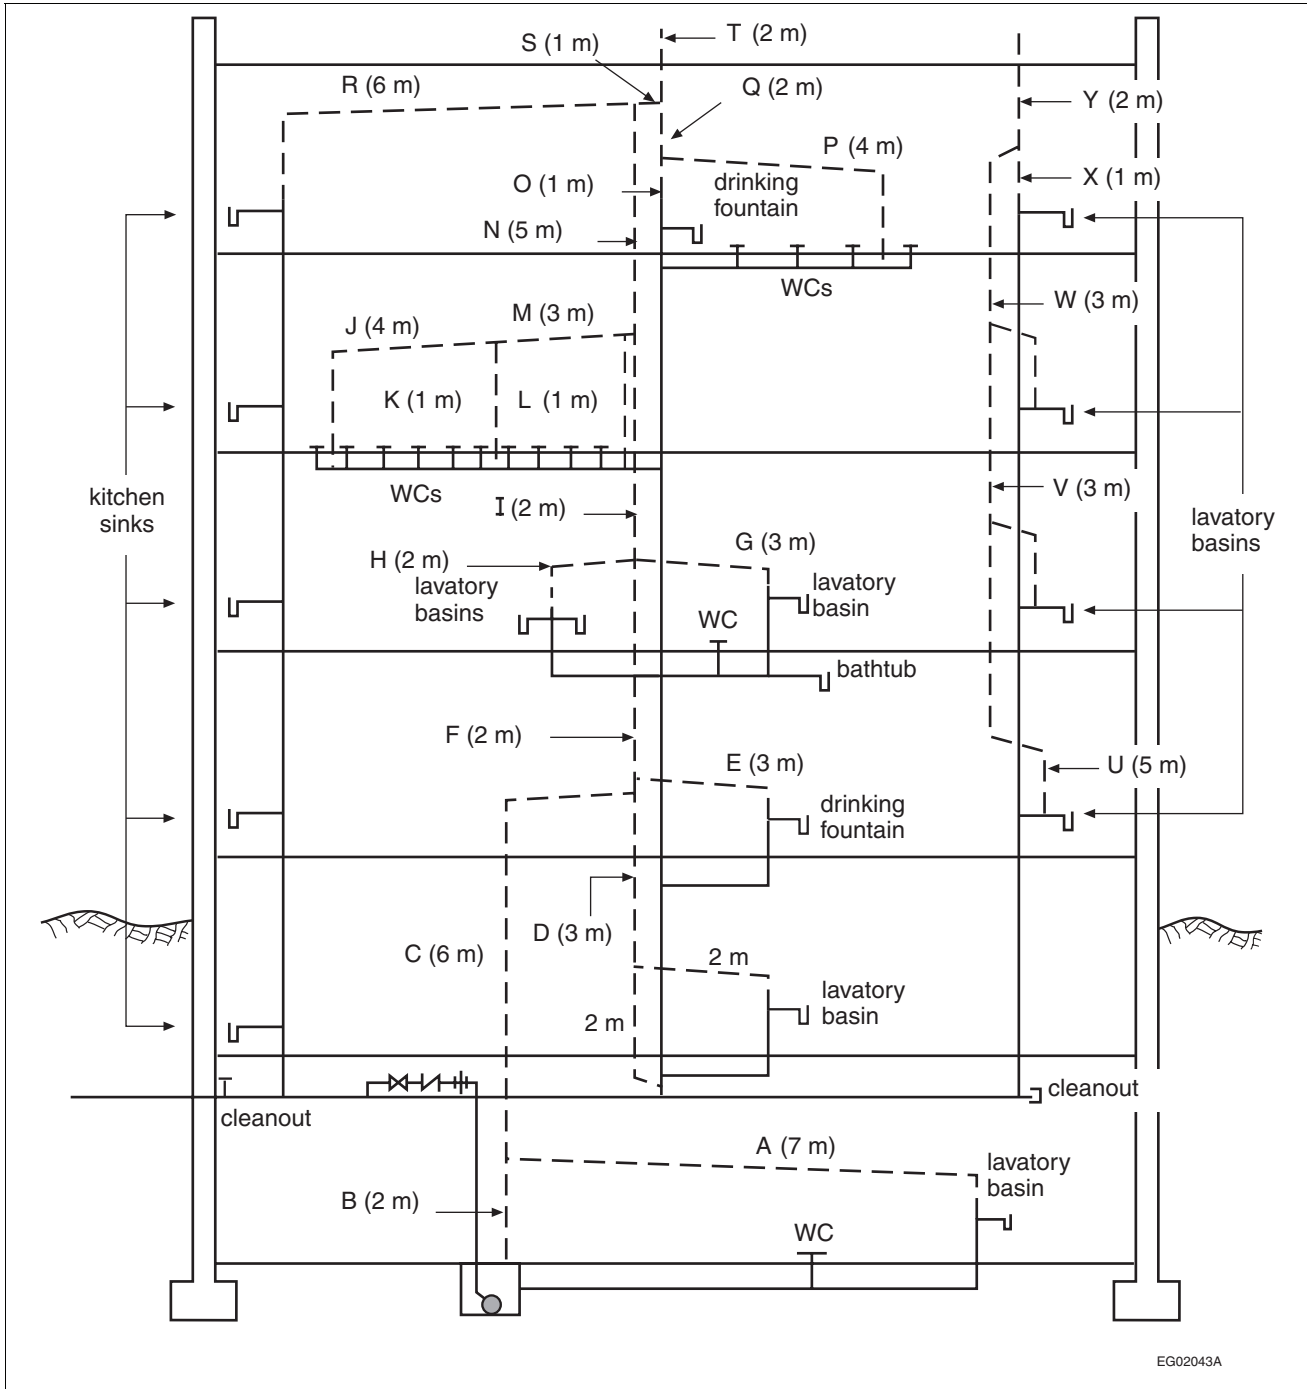 T (2 m)
S (1 m)
R (6 m)
Q (2 m)
Y (2 m)
P (4 m)
O (1 m)
drinking
fountain
X (1 m)
N (5 m)
WCs
W (3 m)
M (3 m)
J (4 m)
K (1 m)
L (1 m)
WCs
kitchen
sinks
I (2 m)
V (3 m)
lavatory
basins
G (3 m)
H (2 m)
lavatory
basins
lavatory
basin
WC
bathtub
F (2 m)
E (3 m)
U (5 m)
drinking
fountain
D (3 m)
C (6 m)
2 m
lavatory
basin
2 m
cleanout
cleanout
A (7 m)
lavatory
basin
B (2 m)
WC
EG02043A